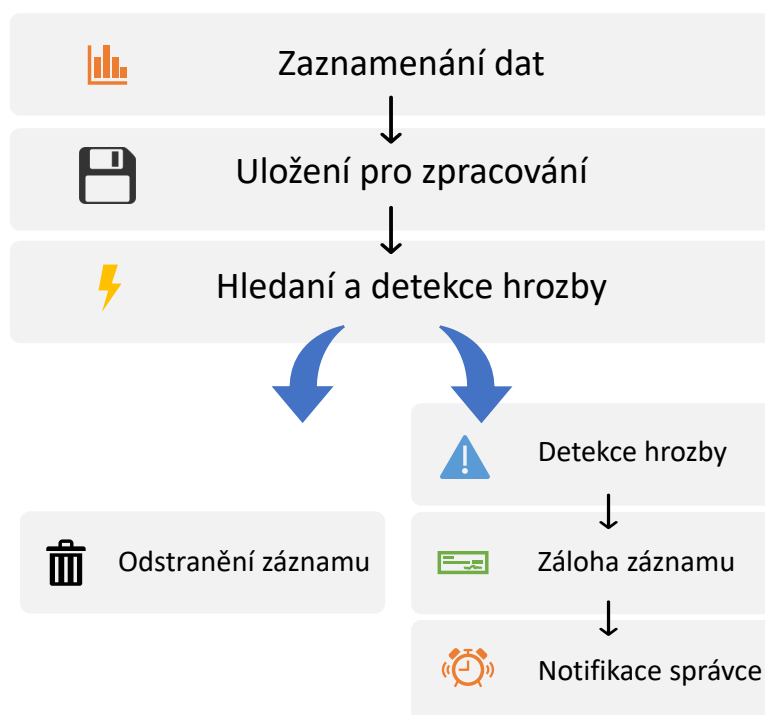 Zaznamenání dat
Uložení pro zpracování
Hledaní a detekce hrozby
Detekce hrozby
Odstranění záznamu
Záloha záznamu
Notifikace správce